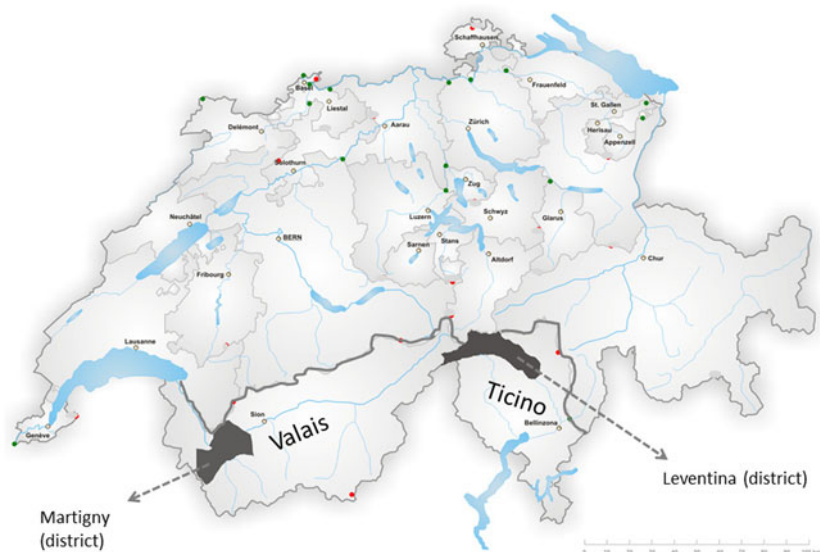 Schaffhausen
Basel
Liestal
Frauenfeld
Delémont
Aarau
Zürich
St. Gallen
Herisau
Appenzell
Solothurn
Zug
Neuchâtel
Luzern
Schwyz
Glarus
BERN
Stans
Sarnen
Altdorf
Chur
Fribourg
Lausanne
Genève
Sion
Valais
Ticino
Bellinzona
Leventina (district)
Martigny
(district)